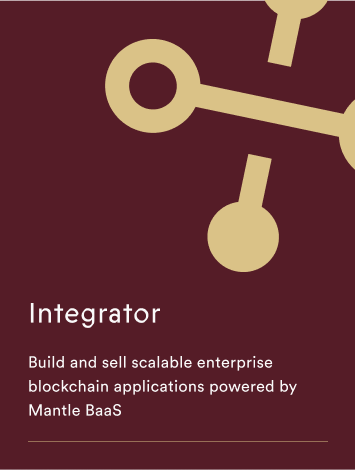 Integrator
Build and sell scalable enterprise
blockchain applications powered by
Mantle BaaS